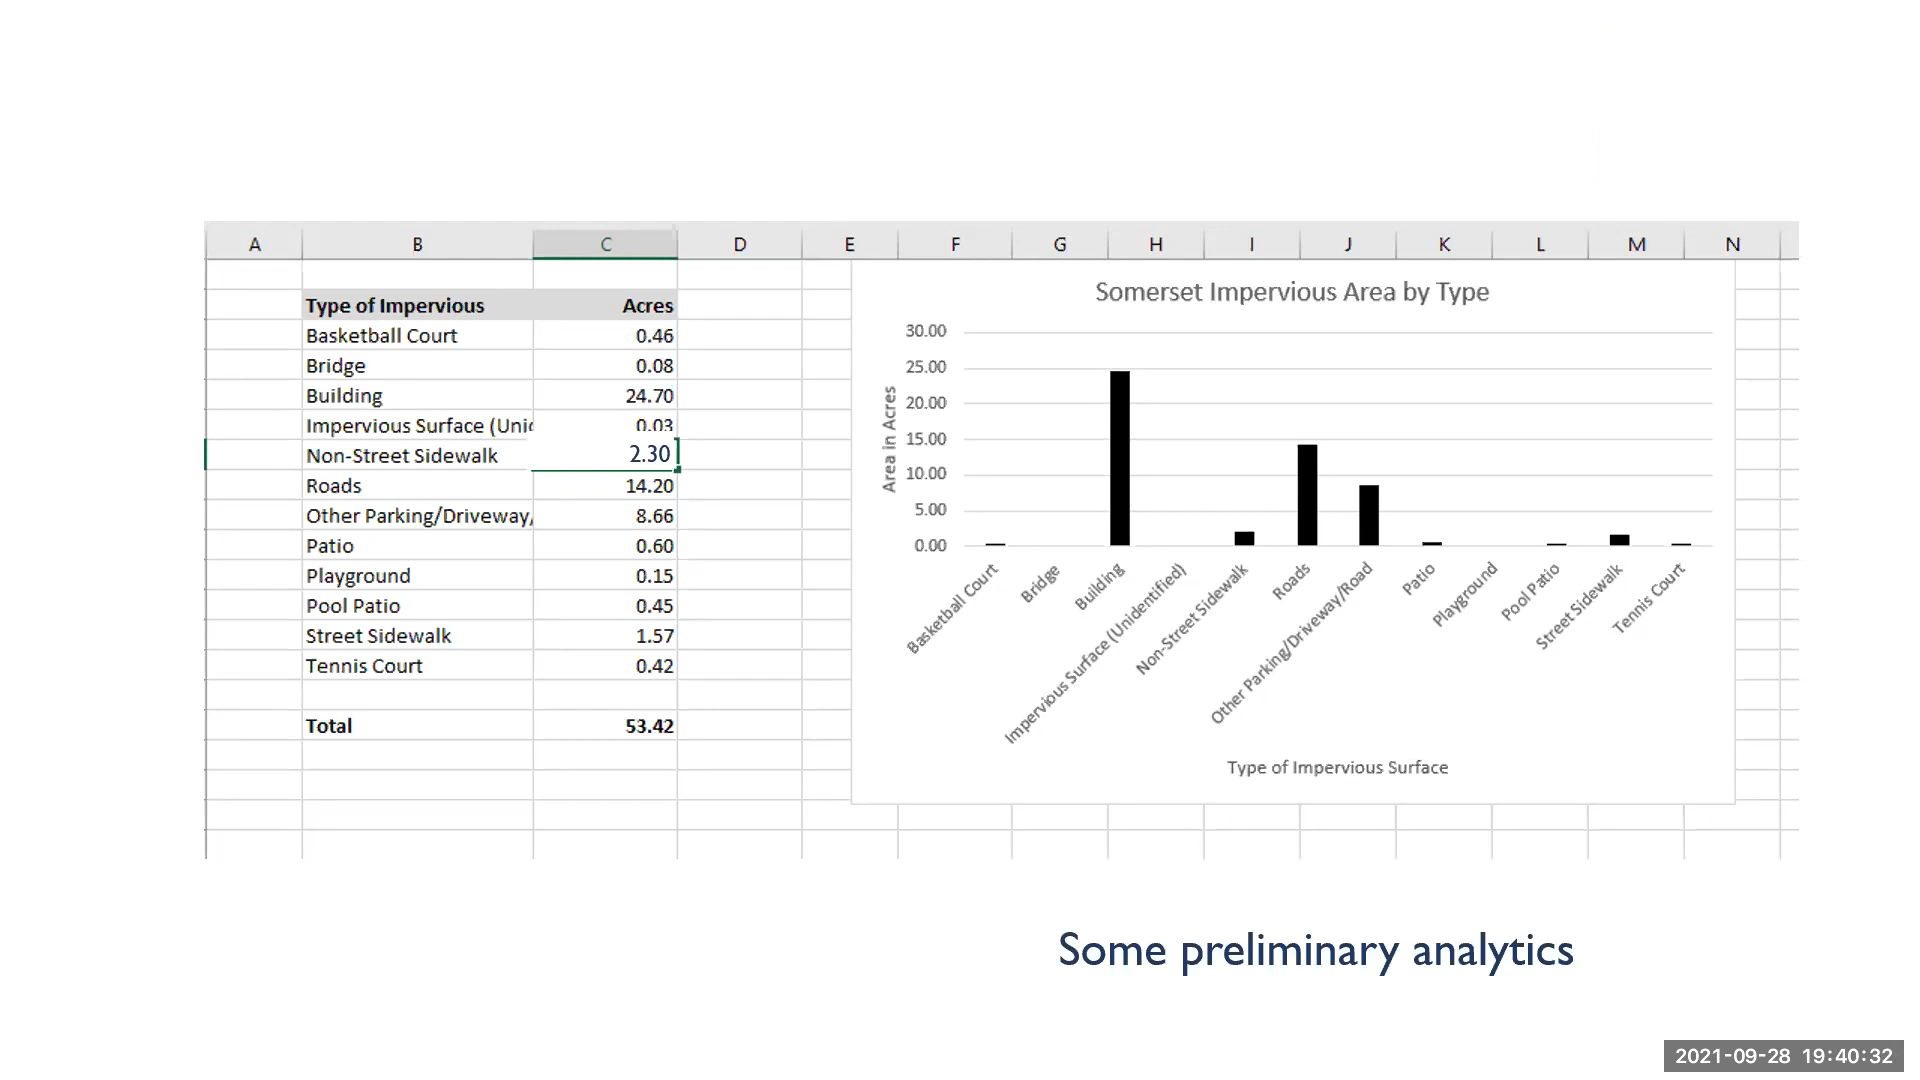 A B C D E F G H I J K L M N
Type of Impervious Acres
Basketball Court 0.46
Bridge 0.08
Building 24.70
Impervious Surface (Uni 0.03
Non-Street Sidewalk 2.30
Roads 14.20
Other Parking/Driveway/ 8.66
Patio 0.60
Playground 0.15
Pool Patio 0.45
Street Sidewalk 1.57
Tennis Court 0.42
Total 53.42
Somerset Impervious Area by Type
Area in Acres
30.00
25.00
20.00
15.00
10.00
5.00
0.00
Basketball Court
Bridge
Building
Impervious Surface (Unidentified)
Non-Street Sidewalk
Roads
Other Parking/Driveway/Road
Patio
Playground
Pool Patio
Street Sidewalk
Tennis Court
Type of Impervious Surface
Some preliminary analytics
2021-09-28 19:40:32